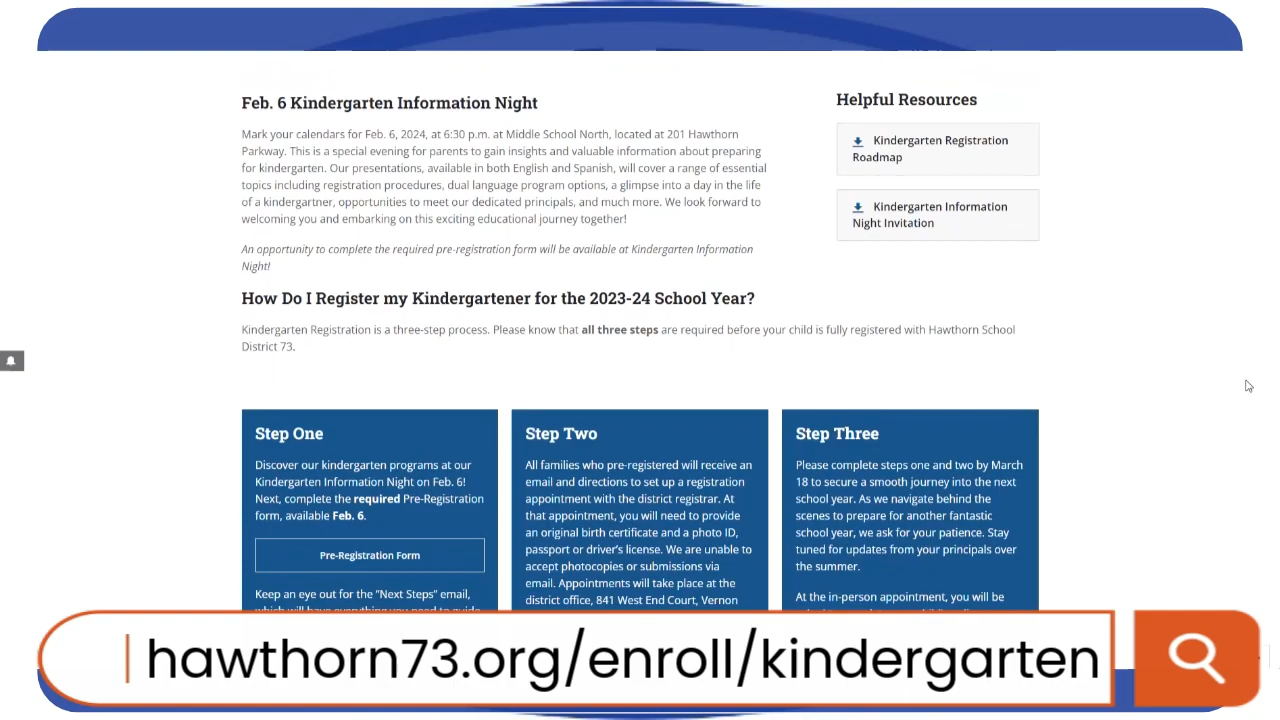 Feb. 6 Kindergarten Information Night
Mark your calendars for Feb. 6, 2024, at 6:30 p.m. at Middle School North, located at 201 Hawthorn
Parkway. This is a special evening for parents to gain insights and valuable information about preparing
for kindergarten. Our presentations, available in both English and Spanish, will cover a range of essential
topics including registration procedures, dual language program options, a glimpse into a day in the life
of a kindergartner, opportunities to meet our dedicated principals, and much more. We look forward to
welcoming you and embarking on this exciting educational journey together!
An opportunity to complete the required pre-registration form will be available at Kindergarten Information
Night!
Helpful Resources
Kindergarten Registration
Roadmap
Kindergarten Information
Night Invitation
How Do I Register my Kindergartener for the 2023-24 School Year?
Kindergarten Registration is a three-step process. Please know that all three steps are required before your child is fully registered with Hawthorn School
District 73.
Step One
Discover our kindergarten programs at our
Kindergarten Information Night on Feb. 6!
Next, complete the required Pre-Registration
form, available Feb. 6.
Pre-Registration Form
Keep an eye out for the "Next Steps" email,
which will have everything you need to guide
Step Two
All families who pre-registered will receive an
email and directions to set up a registration
appointment with the district registrar. At
that appointment, you will need to provide
an original birth certificate and a photo ID,
passport or driver's license. We are unable to
accept photocopies or submissions via
email. Appointments will take place at the
district office, 841 West End Court, Vernon
Step Three
Please complete steps one and two by March
18 to secure a smooth journey into the next
school year. As we navigate behind the
scenes to prepare for another fantastic
school year, we ask for your patience. Stay
tuned for updates from your principals over
the summer.
At the in-person appointment, you will be
hawthorn73.org/enroll/kindergarten